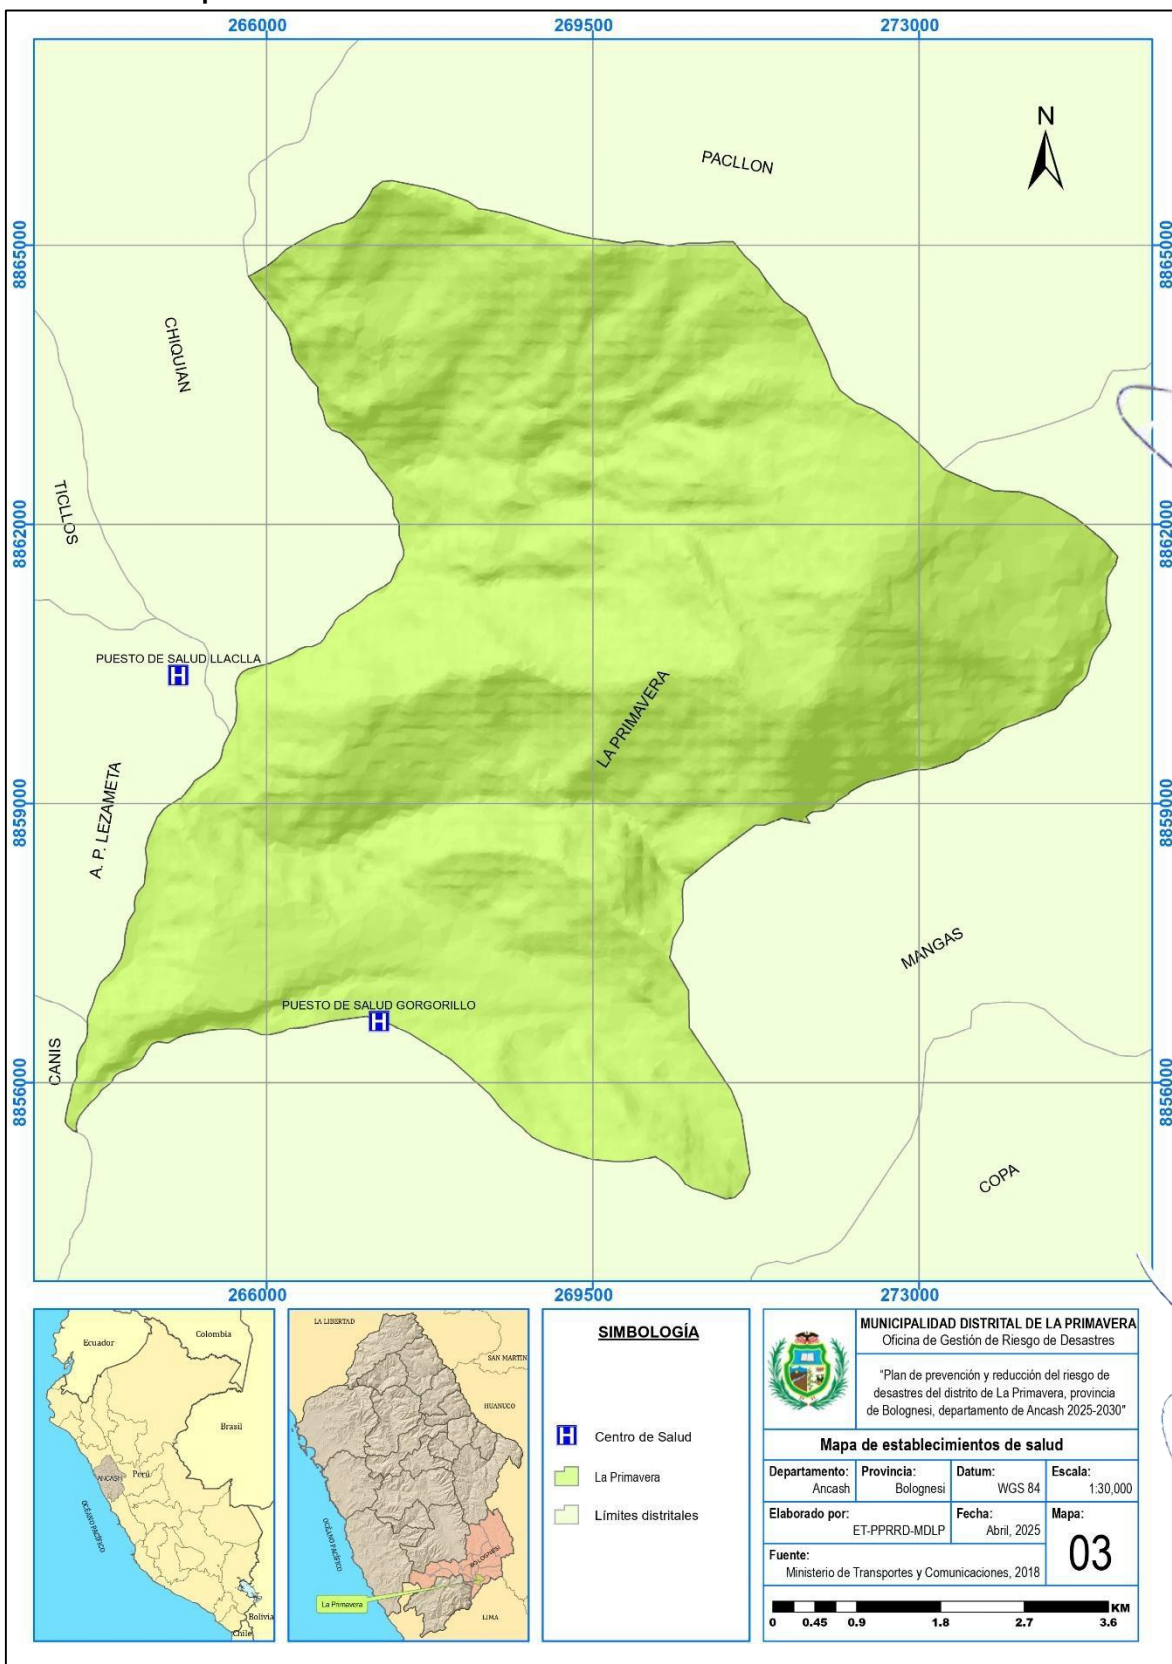 266000
269500
273000
N
PACLLON
8865000
8865000
CHIQUIAN
TICLLOS
8862000
8862000
PUESTO DE SALUD LLACLLA
LA PRIMAVERA
A. P. LEZAMETA
8859000
8859000
MANGAS
PUESTO DE SALUD GORGORILLO
CANIS
8856000
8856000
COPA
266000
269500
273000
Ecuador
Colombia
Brasil
ANCASH
Perú
OCÉANO PACÍFICO
Bolivia
Chile
LA LIBERTAD
SAN MARTIN
HUANUCO
OCÉANO PACÍFICO
BOLOGNESI
La Primavera
LIMA
SIMBOLOGÍA
H Centro de Salud
La Primavera
Límites distritales
MUNICIPALIDAD DISTRITAL DE LA PRIMAVERA
Oficina de Gestión de Riesgo de Desastres
"Plan de prevención y reducción del riesgo de
desastres del distrito de La Primavera, provincia
de Bolognesi, departamento de Ancash 2025-2030"
Mapa de establecimientos de salud
Departamento: Provincia: Datum: Escala:
Ancash Bolognesi WGS 84 1:30,000
Elaborado por: Fecha: Mapa:
ET-PPRRD-MDLP Abril, 2025
03
Fuente:
Ministerio de Transportes y Comunicaciones, 2018
KM
0 0.45 0.9 1.8 2.7 3.6